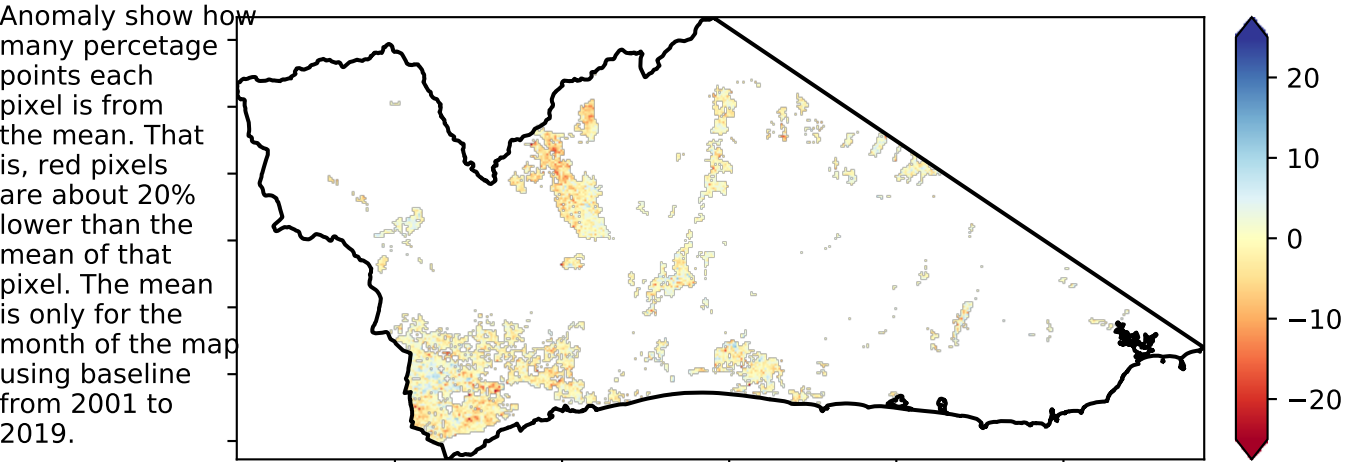 Anomaly show how
many percetage
points each
pixel is from
the mean. That
is, red pixels
are about 20%
lower than the
mean of that
pixel. The mean
is only for the
month of the map
using baseline
from 2001 to
2019.
20
10
0
−10
−20